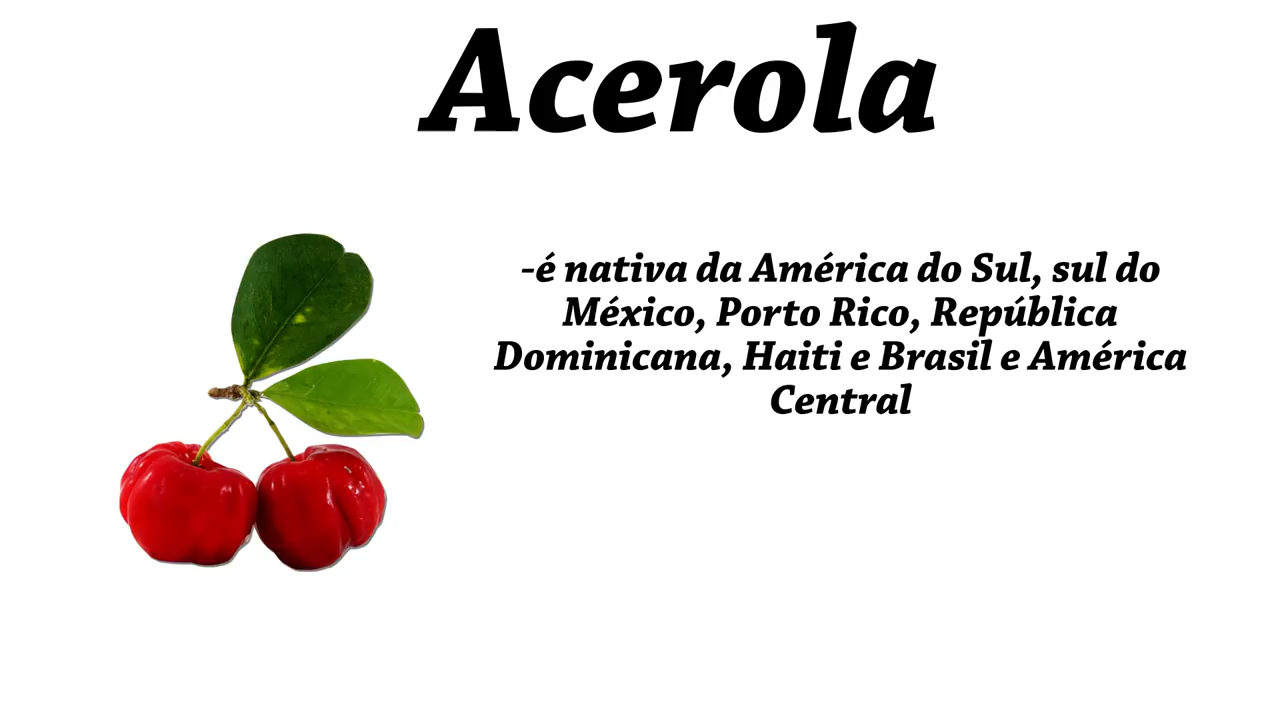 Acerola
-é nativa da América do Sul, sul do
México, Porto Rico, República
Dominicana, Haiti e Brasil e América
Central